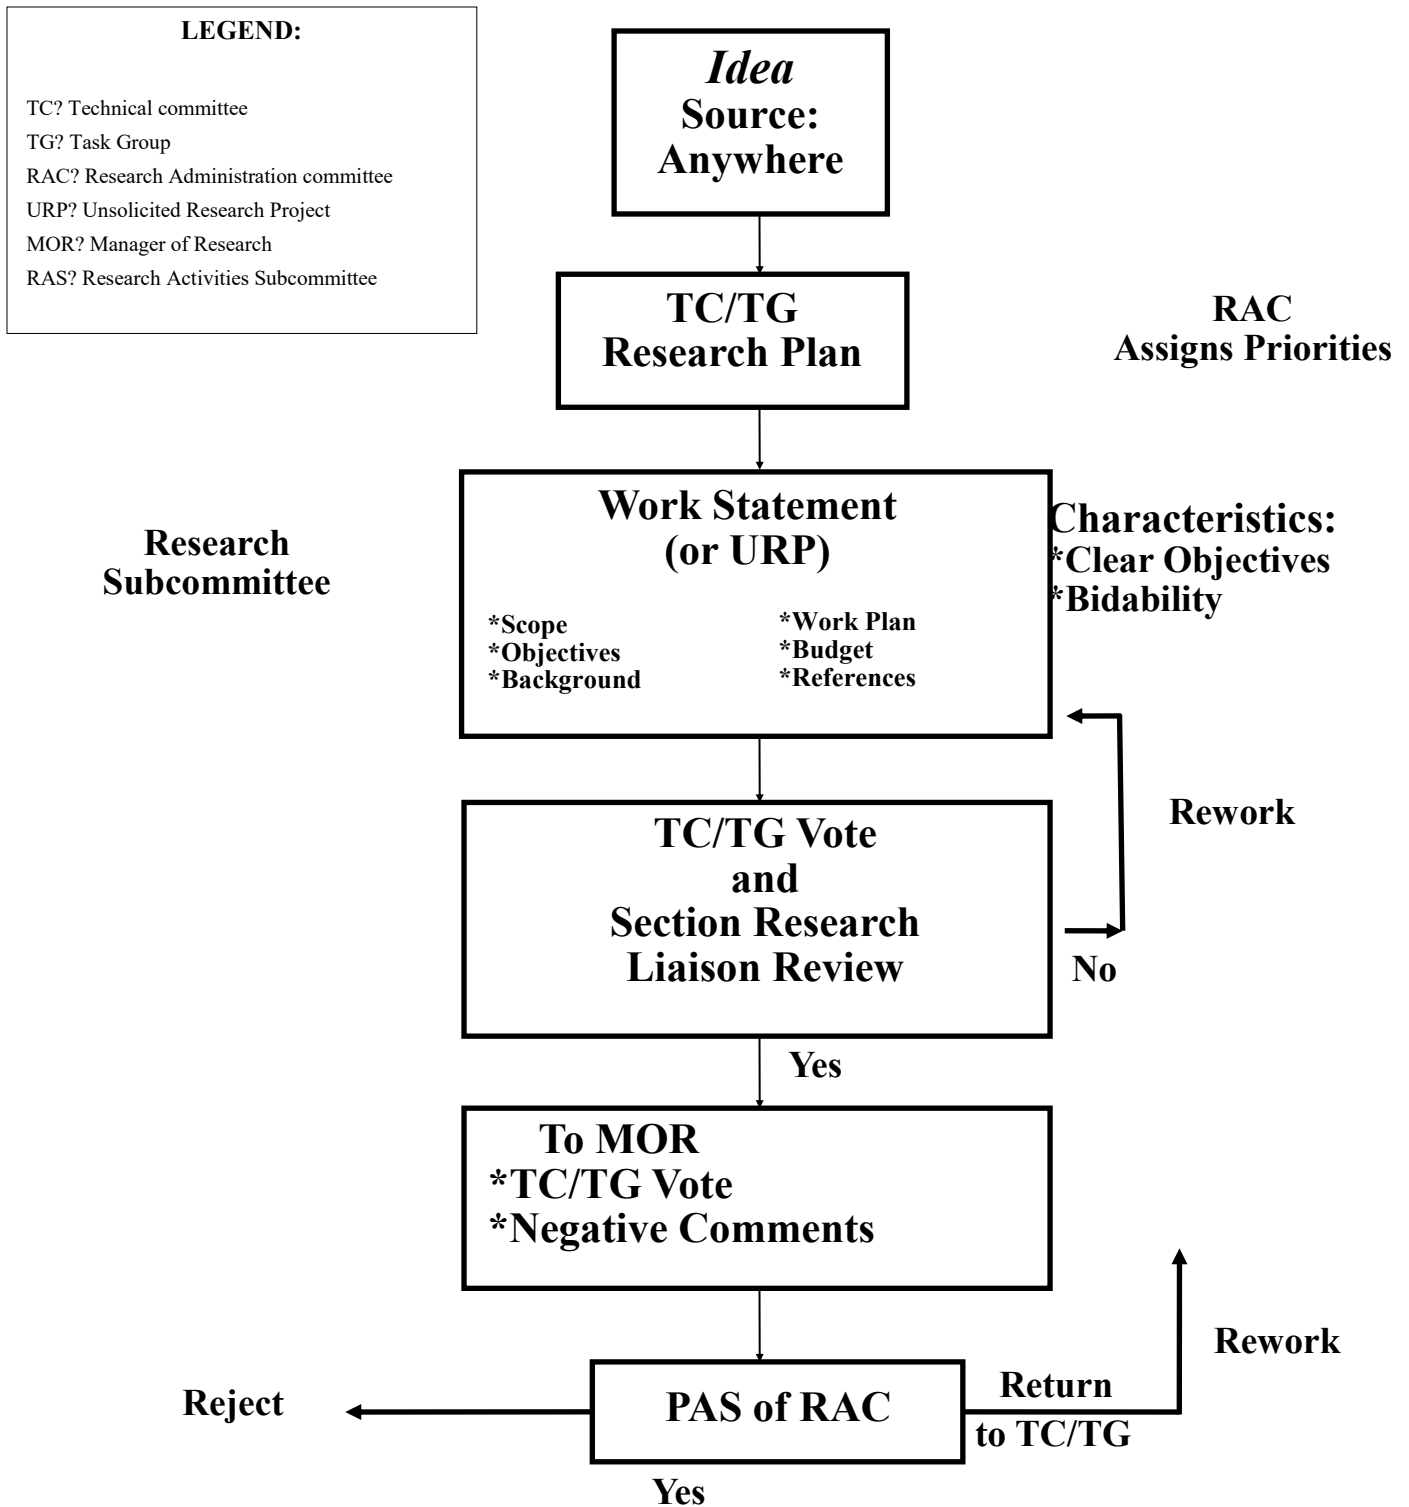 LEGEND:
TC? Technical committee
TG? Task Group
RAC? Research Administration committee
URP? Unsolicited Research Project
MOR? Manager of Research
RAS? Research Activities Subcommittee
Idea
Source:
Anywhere
TC/TG
Research Plan
RAC
Assigns Priorities
Research
Subcommittee
Work Statement
(or URP)
*Scope
*Objectives
*Background
*Work Plan
*Budget
*References
Characteristics:
*Clear Objectives
*Bidability
Rework
TC/TG Vote
and
Section Research
Liaison Review
No
Yes
To MOR
*TC/TG Vote
*Negative Comments
Rework
Reject
PAS of RAC
Return
to TC/TG
Yes